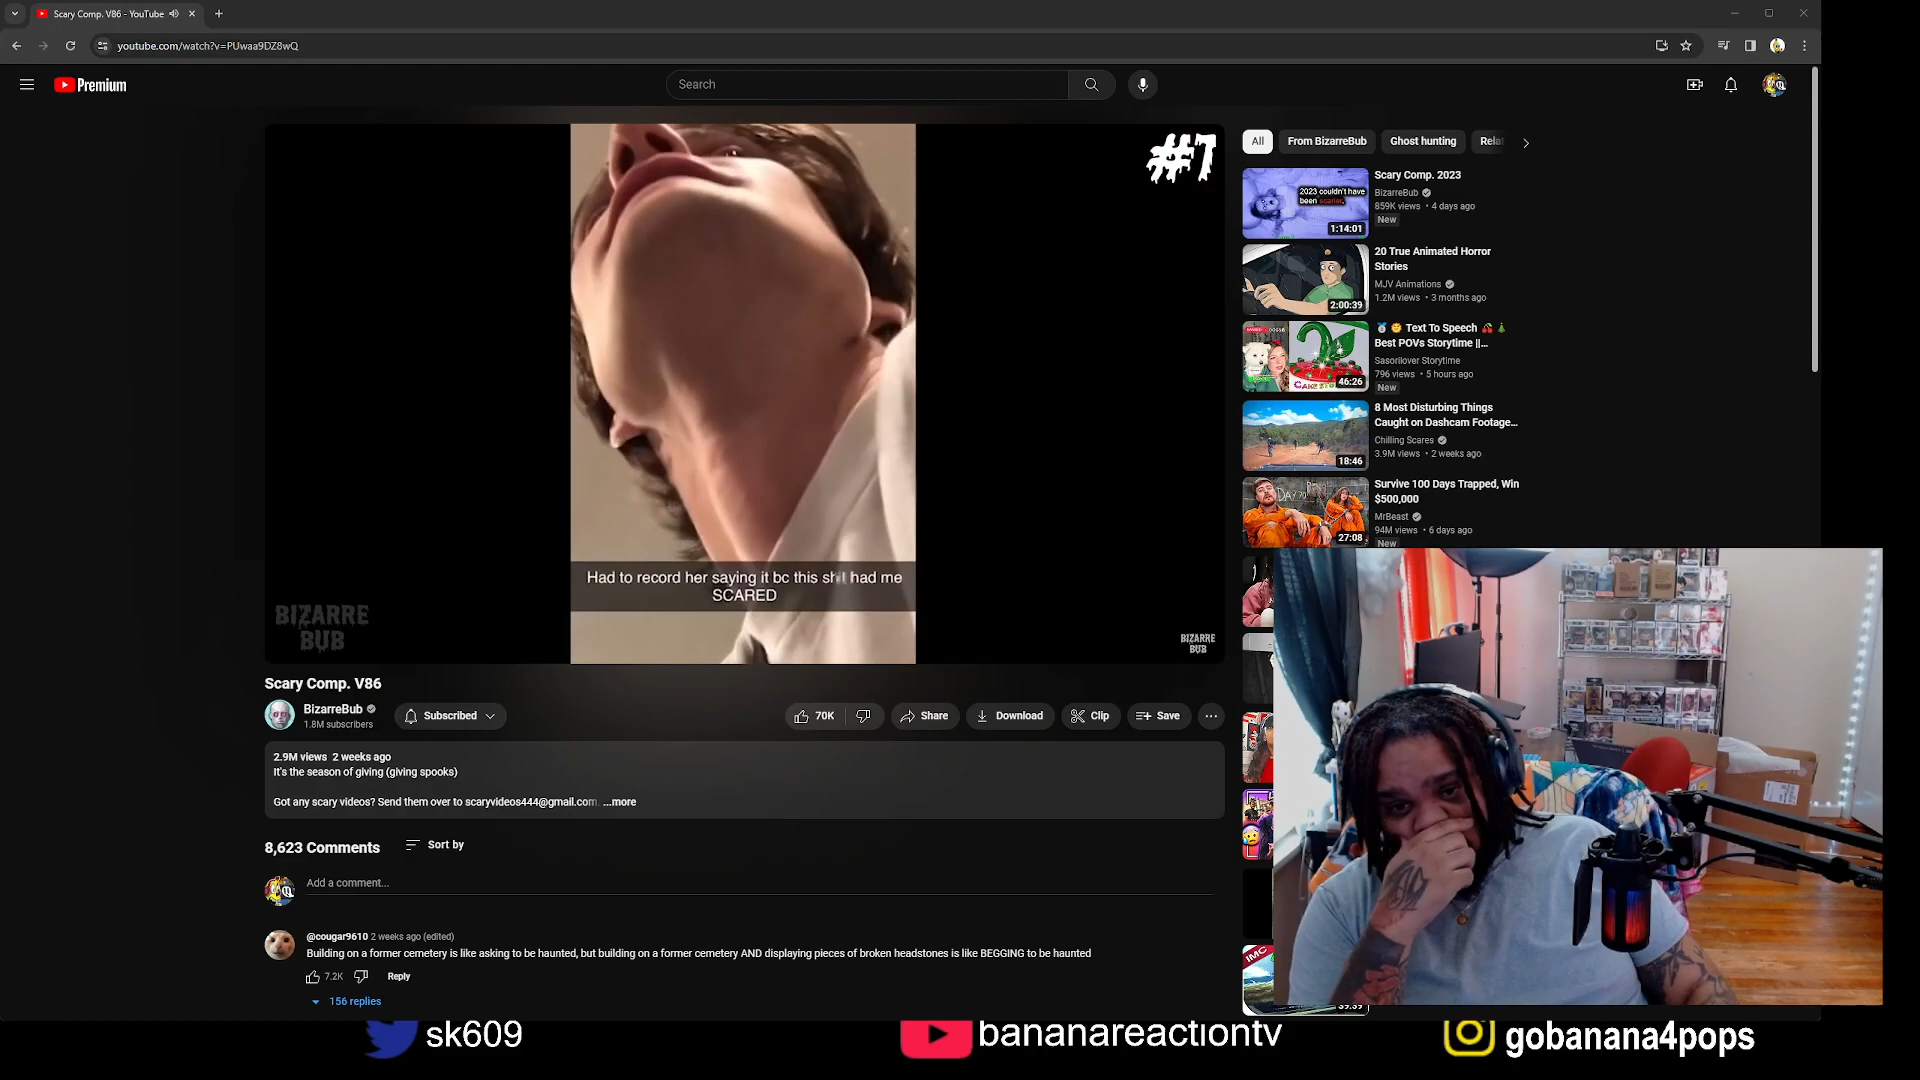 Scary Comp. V86 - YouTube
youtube.com/watch?v=PUwaa9DZ8wQ
Premium
Search
#7
Had to record her saying it bc this shit had me
SCARED
BIZARRE
BUB
BIZARRE
BUB
Scary Comp. V86
BizarreBub
1.8M subscribers
Subscribed
70K
Share
Download
Clip
Save
2.9M views 2 weeks ago
It's the season of giving (giving spooks)
Got any scary videos? Send them over to scaryvideos444@gmail.com. ...more
8,623 Comments
Sort by
Add a comment...
@cougar9610 2 weeks ago (edited)
Building on a former cemetery is like asking to be haunted, but building on a former cemetery AND displaying pieces of broken headstones is like BEGGING to be haunted
7.2K
Reply
156 replies
All
From BizarreBub
Ghost hunting
Rela
2023 couldn't have
been scarier.
1:14:01
Scary Comp. 2023
BizarreBub
859K views • 4 days ago
New
2:00:39
20 True Animated Horror
Stories
MJV Animations
1.2M views • 3 months ago
46:26
Text To Speech
Best POVs Storytime ||...
Sasorilover Storytime
796 views • 5 hours ago
New
18:46
8 Most Disturbing Things
Caught on Dashcam Footage...
Chilling Scares
3.9M views • 2 weeks ago
27:08
Survive 100 Days Trapped, Win
$500,000
MrBeast
94M views • 6 days ago
New
IMC
sk609
bananareactiontv
gobanana4pops